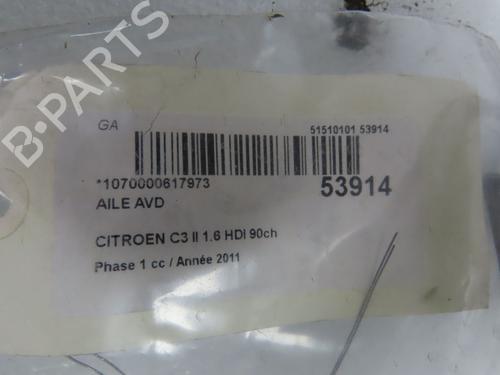 B-PARTS
GA
51510101 53914
*1070000617973
53914
AILE AVD
CITROEN C3 II 1.6 HDI 90ch
Phase 1 cc / Année 2011